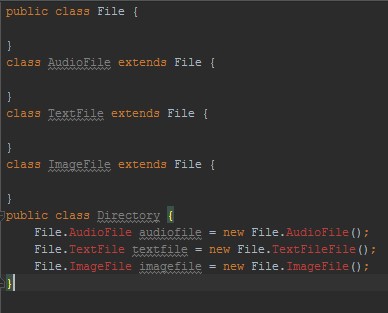 public class File {
}
class AudioFile extends File {
}
class TextFile extends File {
}
class ImageFile extends File {
}
public class Directory {
    File.AudioFile audiofile = new File.AudioFile();
    File.TextFile textfile = new File.TextFileFile();
    File.ImageFile imagefile = new File.ImageFile();
}